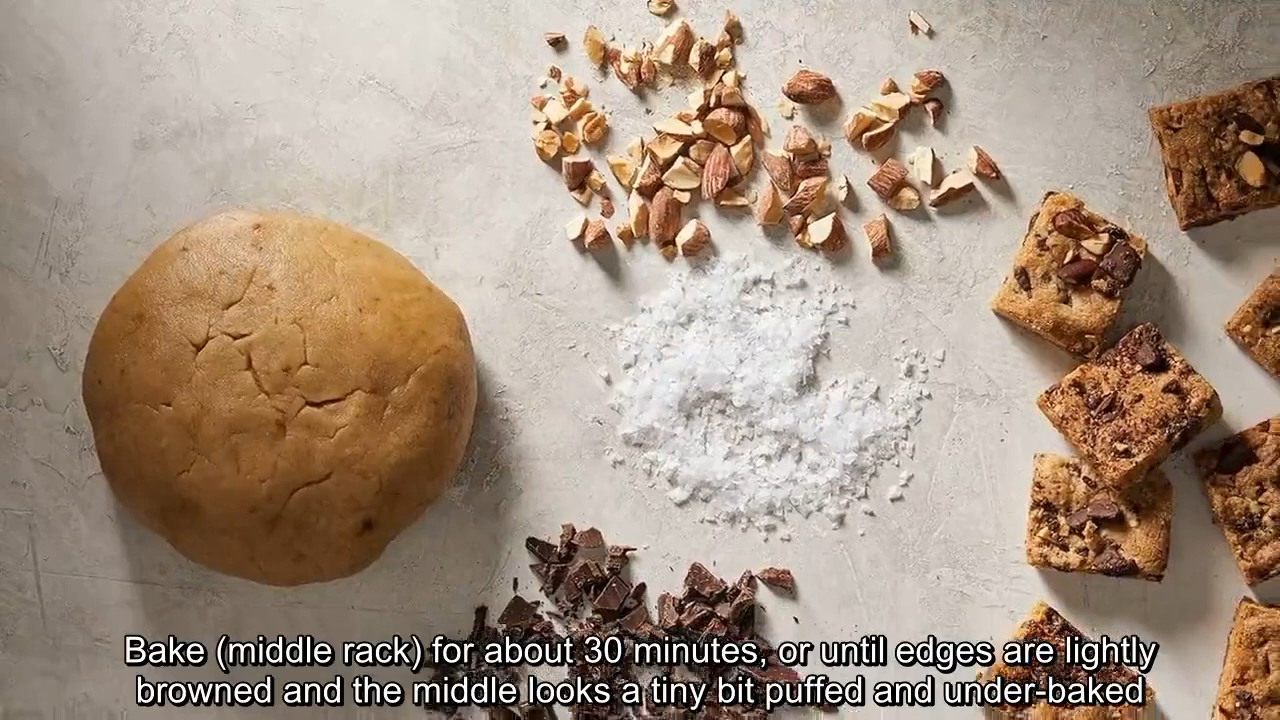 Bake (middle rack) for about 30 minutes, or until edges are lightly
browned and the middle looks a tiny bit puffed and under-baked